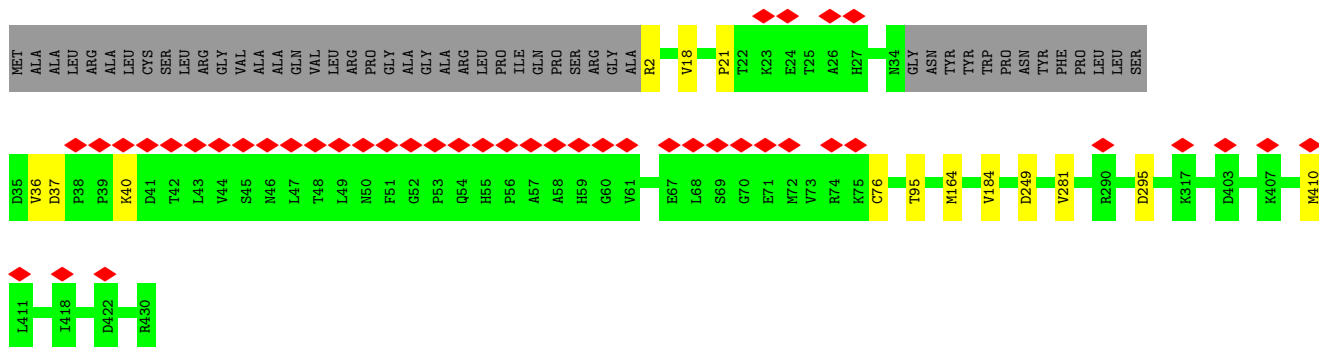 MET ALA ALA LEU ARG ALA LEU CYS SER LEU ARG GLY VAL ALA ALA GLN VAL LEU ARG PRO GLY ALA GLY ALA ARG LEU PRO ILE GLN PRO SER ARG GLY ALA R2 V18 P21 T22 K23 E24 T25 A26 H27 N34 GLY ASN TYR TYR TRP PRO ASN TYR PHE PRO LEU LEU SER
D35 V36 D37 P38 P39 K40 D41 T42 L43 V44 S45 N46 L47 T48 L49 N50 F51 G52 P53 Q54 H55 P56 A57 A58 H59 G60 V61 E67 L68 S69 G70 E71 M72 V73 R74 K75 C76 T95 M164 V184 D249 V281 R290 D295 K317 D403 K407 M410
L411 I418 D422 R430